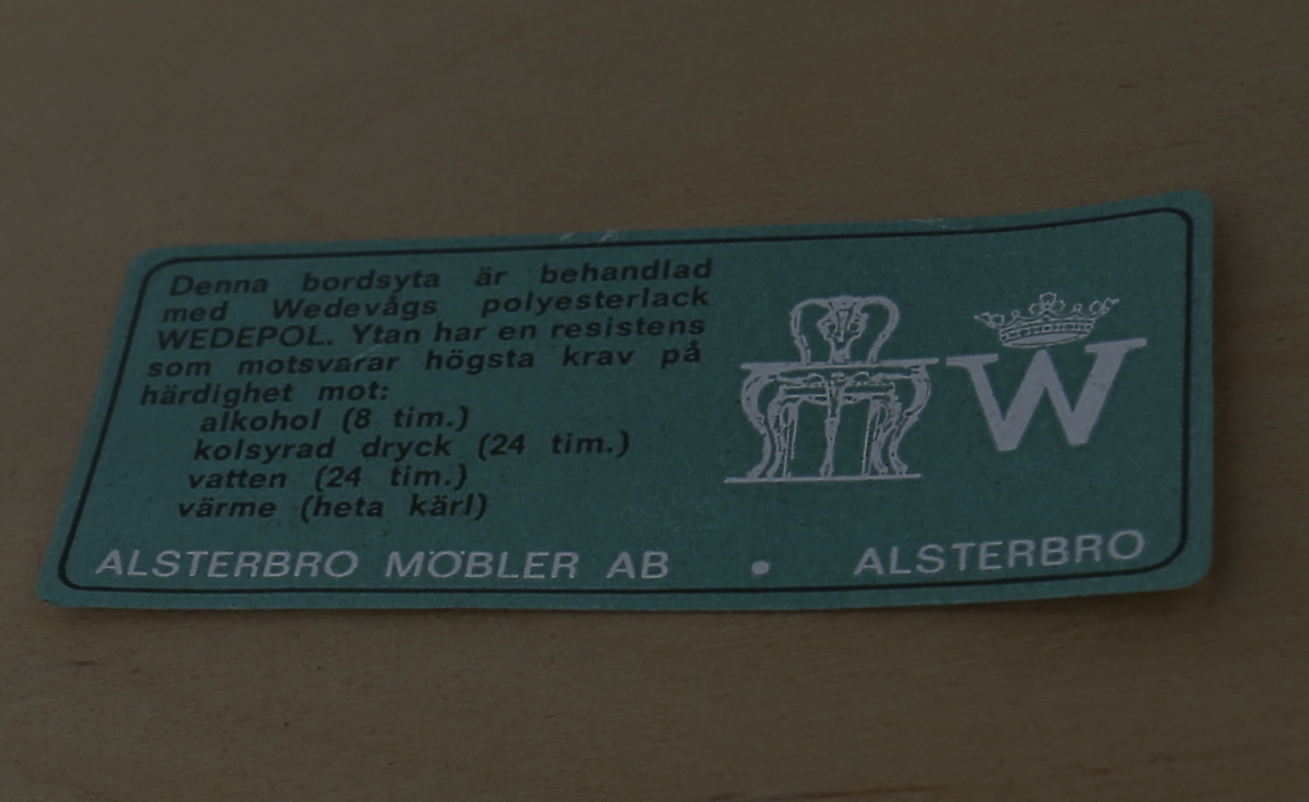 Denna bordsyta är behandlad
med Wedevågs polyesterlack
WEDEPOL. Ytan har en resistens
som motsvarar högsta krav på
härdighet mot:
alkohol (8 tim.)
kolsyrad dryck (24 tim.)
vatten (24 tim.)
värme (heta kärl)
W
ALSTERBRO MÖBLER AB • ALSTERBRO